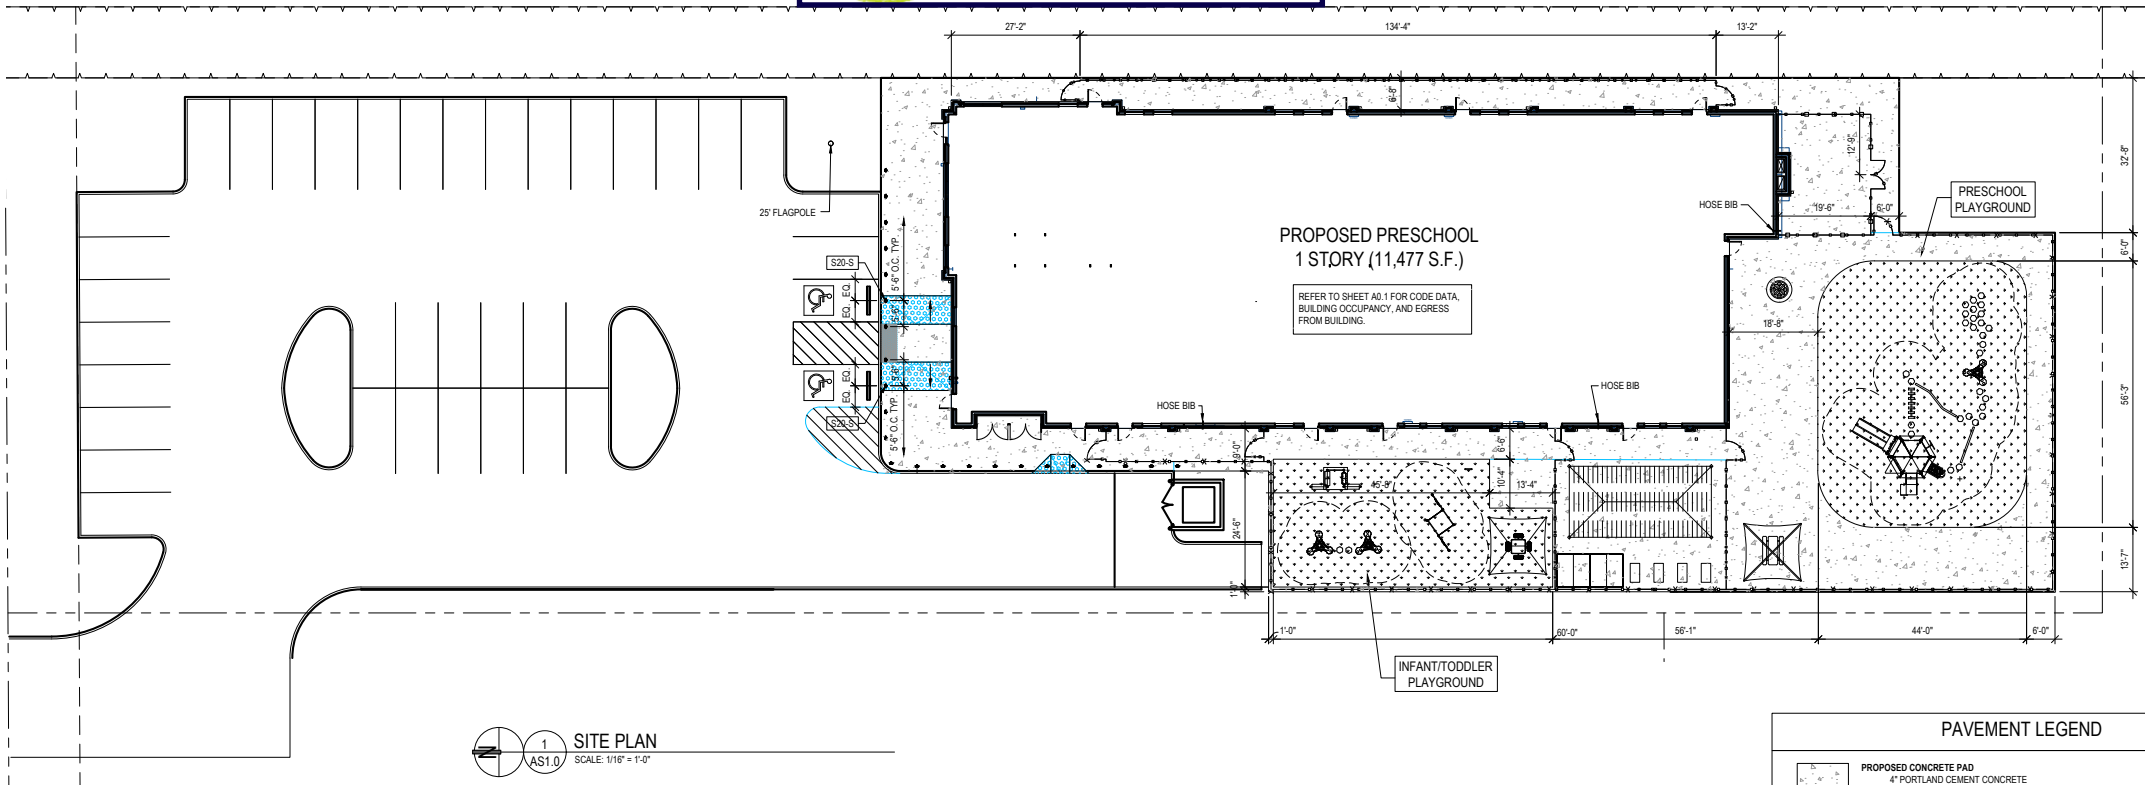 27'-2"
134'-4"
13'-2"
6'-8"
12'-9"
32'-8"
25' FLAGPOLE
HOSE BIB
19'-6"
6'-0"
PRESCHOOL
PLAYGROUND
PROPOSED PRESCHOOL
1 STORY (11,477 S.F.)
6'-0"
S20-S
5'-6" O.C. TYP.
EQ.
EQ.
5'-6"
REFER TO SHEET A0.1 FOR CODE DATA,
BUILDING OCCUPANCY, AND EGRESS
FROM BUILDING.
18'-8"
EQ.
EQ.
5'-6"
S20-S
5'-6" O.C. TYP.
HOSE BIB
HOSE BIB
56'-3"
9'-0"
6'-6"
10'-4"
45'-8"
13'-4"
24'-6"
1'-0"
13'-7"
1'-0"
60'-0"
56'-1"
44'-0"
6'-0"
INFANT/TODDLER
PLAYGROUND
N
1
AS1.0
SITE PLAN
SCALE: 1/16" = 1'-0"
PAVEMENT LEGEND
PROPOSED CONCRETE PAD
4" PORTLAND CEMENT CONCRETE